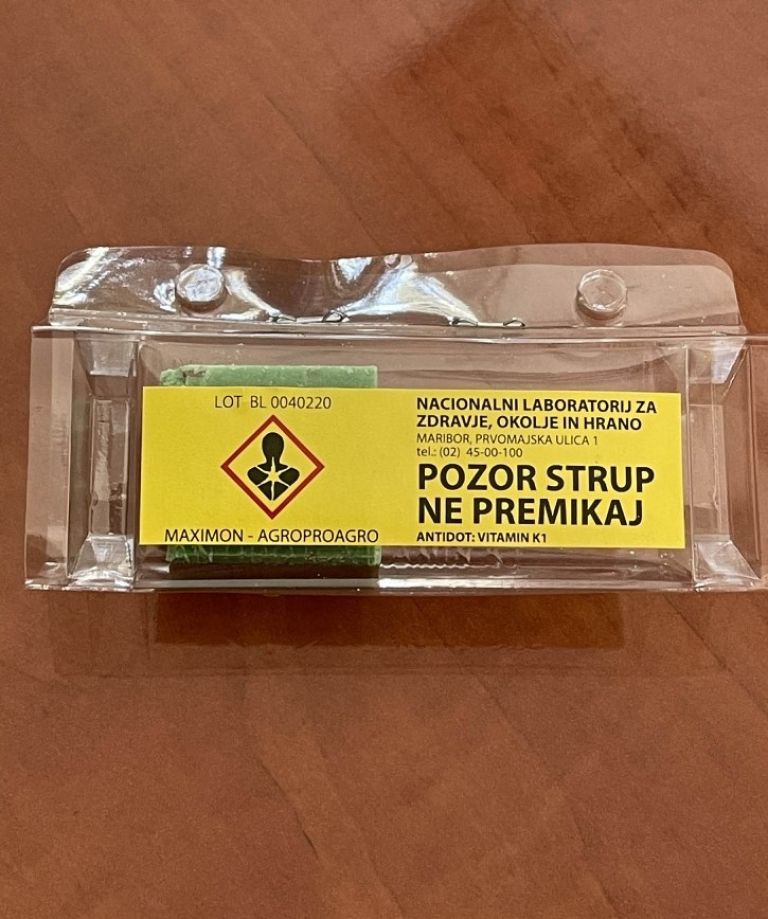 LOT BL 0040220
MAXIMON - AGROPROAGRO
NACIONALNI LABORATORIJ ZA
ZDRAVJE, OKOLJE IN HRANO
MARIBOR, PRVOMAJSKA ULICA 1
tel.: (02) 45-00-100
POZOR STRUP
NE PREMIKAJ
ANTIDOT: VITAMIN K1